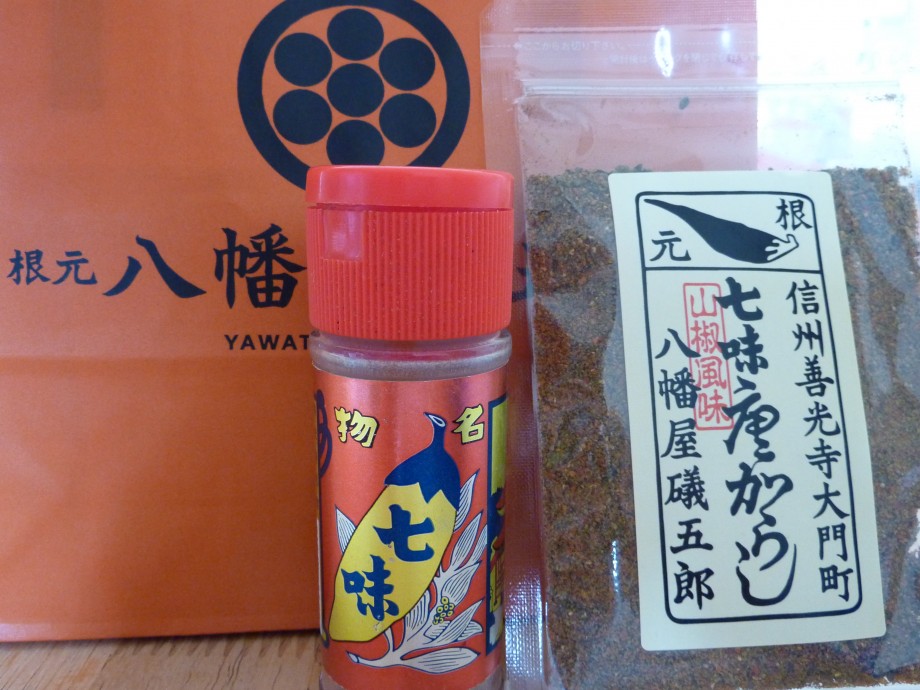 根元 八幡
YAWAT
名物
七味
根元
信州善光寺大門町
七味唐がらし
山椒風味
八幡屋礒五郎